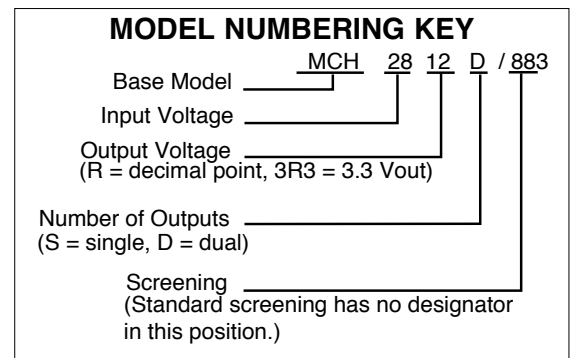 MODEL NUMBERING KEY
MCH 28 12 D / 883
Base Model
Input Voltage
Output Voltage
(R = decimal point, 3R3 = 3.3 Vout)
Number of Outputs
(S = single, D = dual)
Screening
(Standard screening has no designator
in this position.)